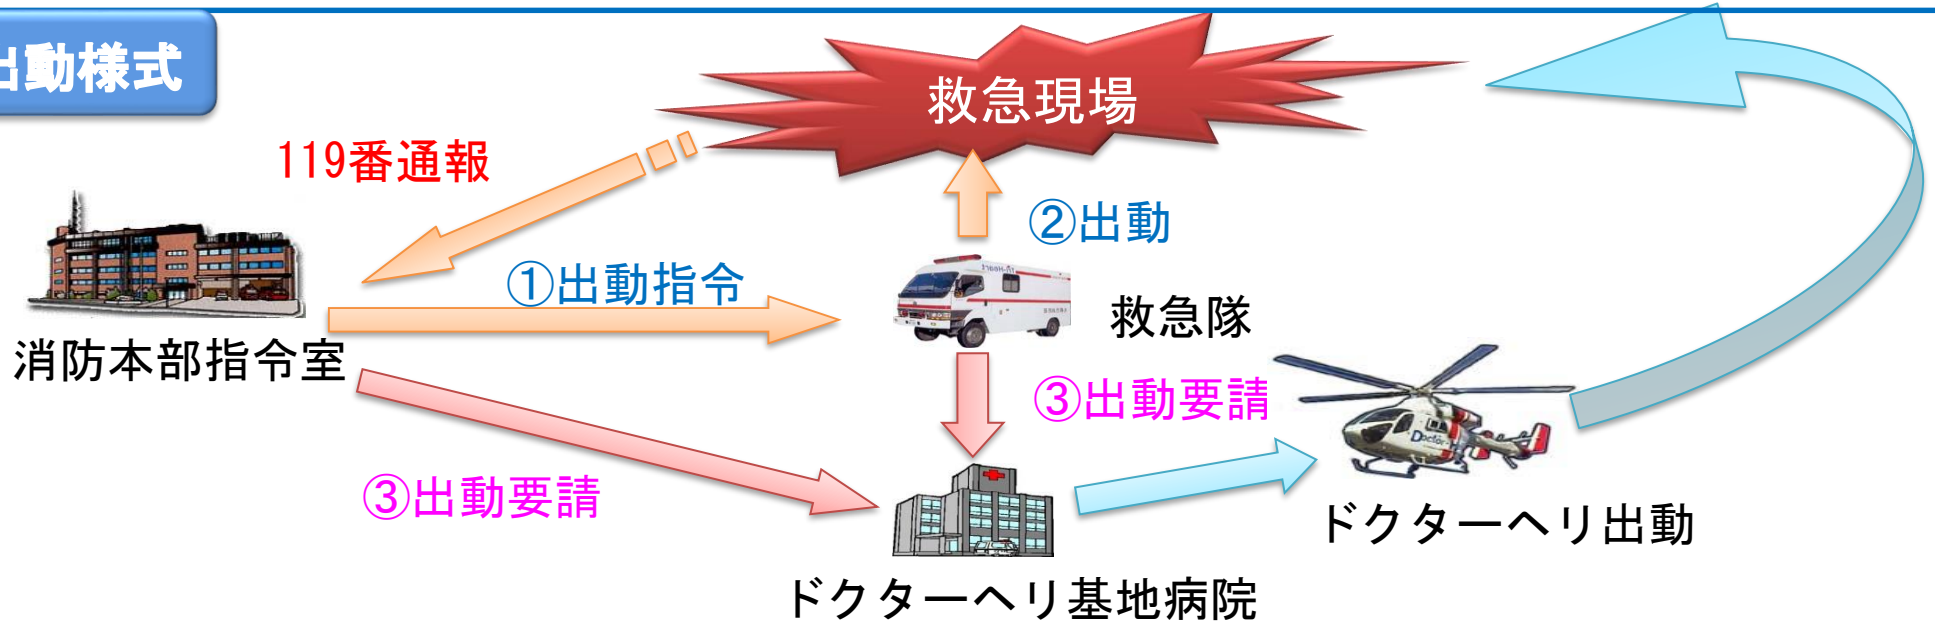 出動様式
救急現場
119番通報
②出動
①出動指令
救急隊
消防本部指令室
③出動要請
Doctor-
③出動要請
ドクターヘリ出動
ドクターヘリ基地病院